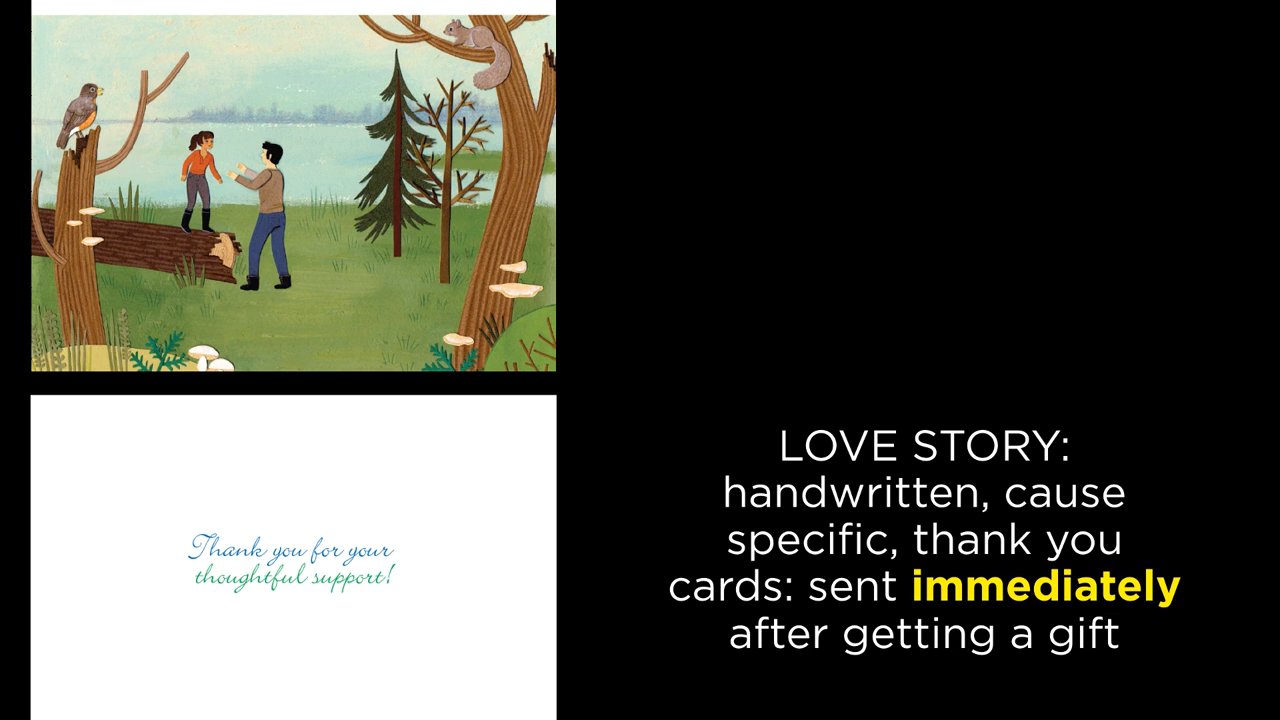 Thank you for your
thoughtful support!
LOVE STORY:
handwritten, cause
specific, thank you
cards: sent immediately
after getting a gift